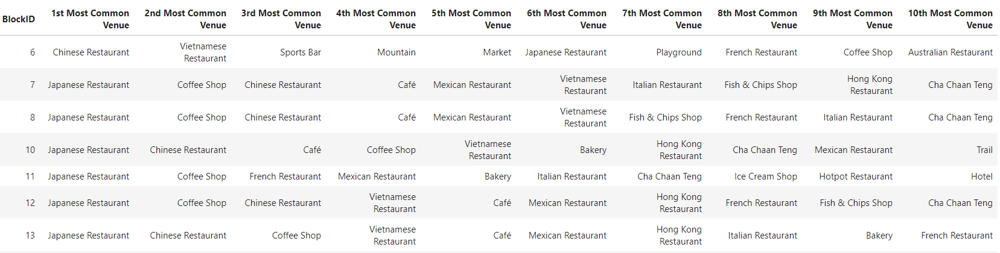 BlockID 1st Most Common Venue 2nd Most Common Venue 3rd Most Common Venue 4th Most Common Venue 5th Most Common Venue 6th Most Common Venue 7th Most Common Venue 8th Most Common Venue 9th Most Common Venue 10th Most Common Venue
6 Chinese Restaurant Vietnamese Restaurant Sports Bar Mountain Market Japanese Restaurant Playground French Restaurant Coffee Shop Australian Restaurant
7 Japanese Restaurant Coffee Shop Chinese Restaurant Café Mexican Restaurant Vietnamese Restaurant Italian Restaurant Fish & Chips Shop Hong Kong Restaurant Cha Chaan Teng
8 Japanese Restaurant Coffee Shop Chinese Restaurant Café Mexican Restaurant Vietnamese Restaurant Fish & Chips Shop French Restaurant Italian Restaurant Cha Chaan Teng
10 Japanese Restaurant Chinese Restaurant Café Coffee Shop Vietnamese Restaurant Bakery Hong Kong Restaurant Cha Chaan Teng Mexican Restaurant Trail
11 Japanese Restaurant Coffee Shop French Restaurant Mexican Restaurant Bakery Italian Restaurant Cha Chaan Teng Ice Cream Shop Hotpot Restaurant Hotel
12 Japanese Restaurant Coffee Shop Chinese Restaurant Vietnamese Restaurant Café Mexican Restaurant Hong Kong Restaurant French Restaurant Fish & Chips Shop Cha Chaan Teng
13 Japanese Restaurant Chinese Restaurant Coffee Shop Vietnamese Restaurant Café Mexican Restaurant Hong Kong Restaurant Italian Restaurant Bakery French Restaurant